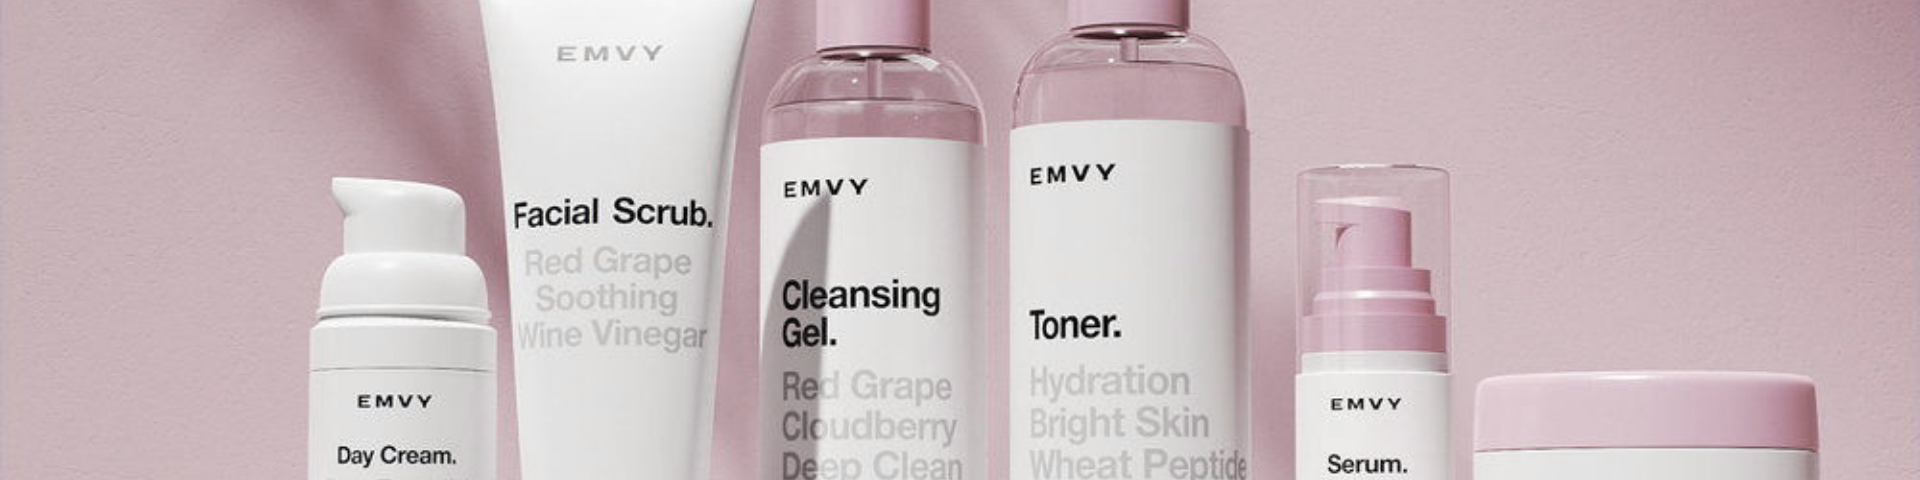 EMVY
Day Cream.
EMVY
Facial Scrub.
Red Grape
Soothing
Wine Vinegar
EMVY
Cleansing
Gel.
Red Grape
Cloudberry
Deep Clean
EMVY
Toner.
Hydration
Bright Skin
Wheat Peptide
EMVY
Serum.